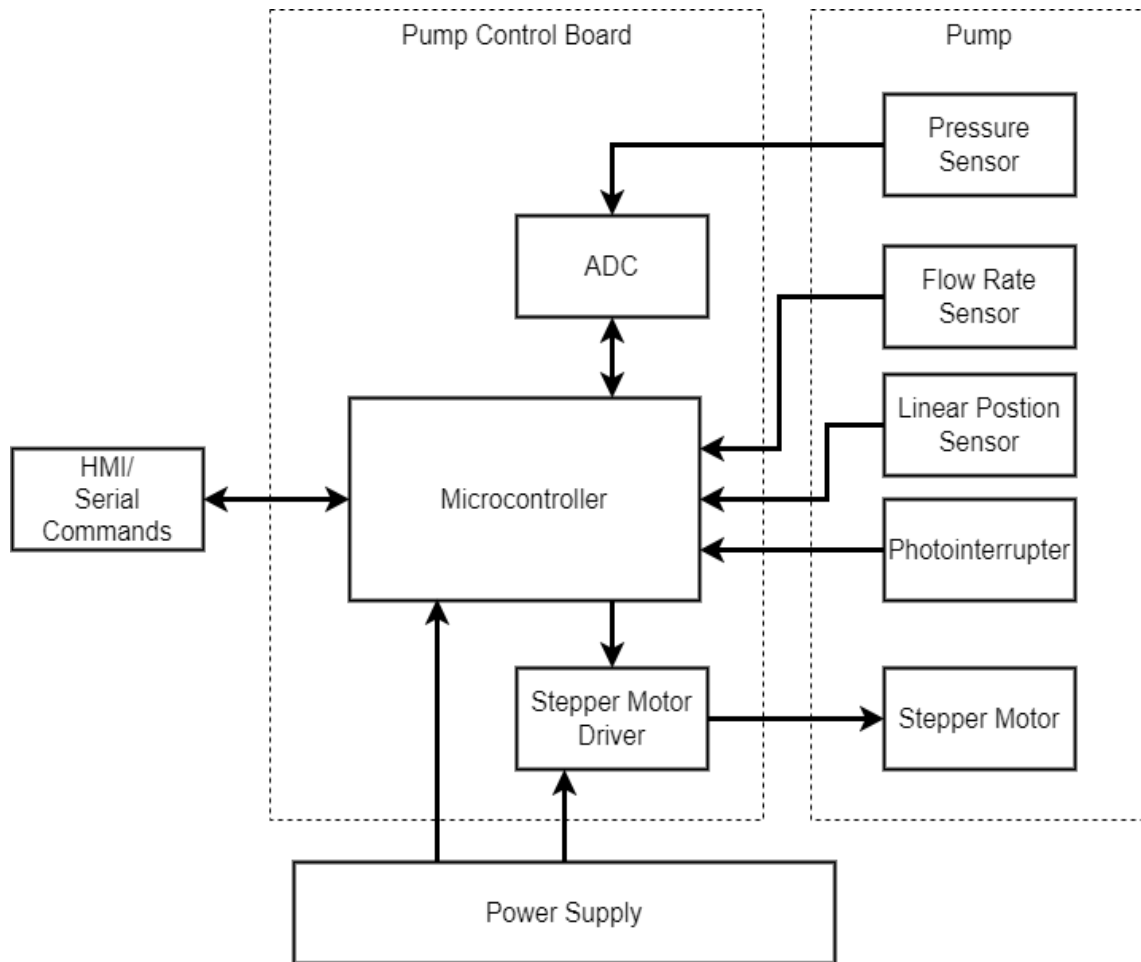 Pump Control Board
Pump
Pressure
Sensor
ADC
Flow Rate
Sensor
Linear Postion
Sensor
HMI/
Serial
Commands
Microcontroller
Photointerrupter
Stepper Motor
Driver
Stepper Motor
Power Supply